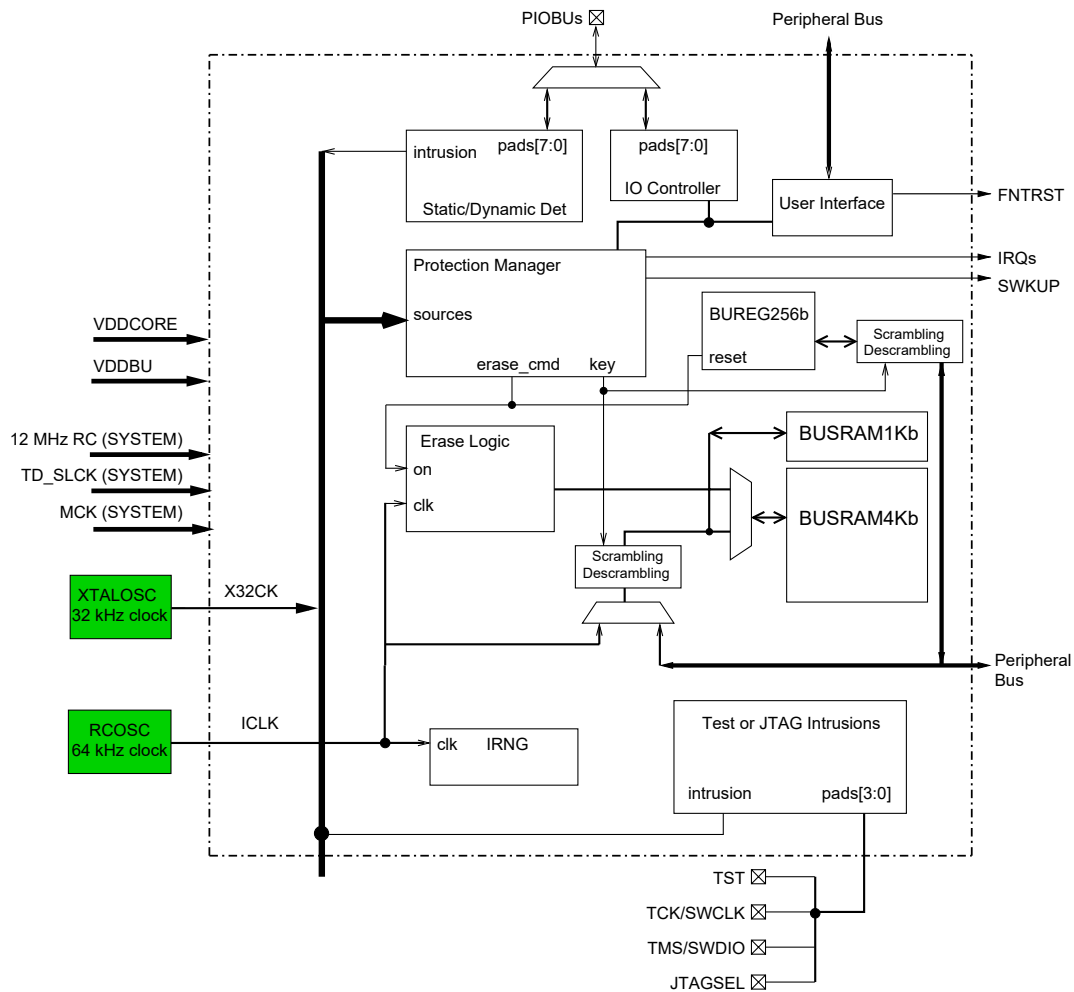 PIOBUs
Peripheral Bus
intrusion
pads[7:0]
Static/Dynamic Det
pads[7:0]
IO Controller
User Interface
FNTRST
Protection Manager
sources
erase_cmd
key
IRQs
SWKUP
BUREG256b
reset
Scrambling
Descrambling
VDDCORE
VDDBU
12 MHz RC (SYSTEM)
TD_SLCK (SYSTEM)
MCK (SYSTEM)
Erase Logic
on
clk
BUSRAM1Kb
BUSRAM4Kb
Scrambling
Descrambling
XTALOSC
32 kHz clock
X32CK
Peripheral
Bus
RCOSC
64 kHz clock
ICLK
clk
IRNG
Test or JTAG Intrusions
intrusion
pads[3:0]
TST
TCK/SWCLK
TMS/SWDIO
JTAGSEL